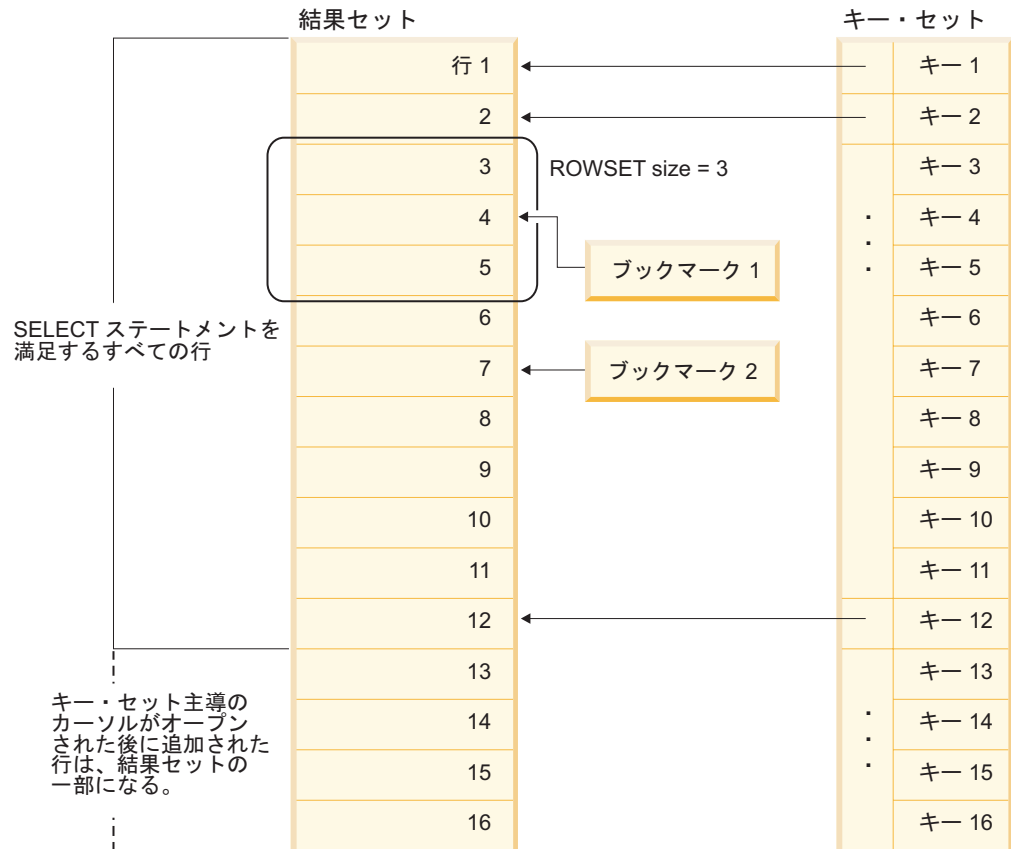 結果セット
キー・セット
行 1
キー 1
2
キー 2
3
ROWSET size = 3
キー 3
4
キー 4
5
ブックマーク 1
キー 5
6
キー 6
SELECT ステートメントを
満足するすべての行
7
ブックマーク 2
キー 7
8
キー 8
9
キー 9
10
キー 10
11
キー 11
12
キー 12
13
キー 13
キー・セット主導の
カーソルがオープン
された後に追加された
行は、結果セットの
一部になる。
14
キー 14
15
キー 15
16
キー 16